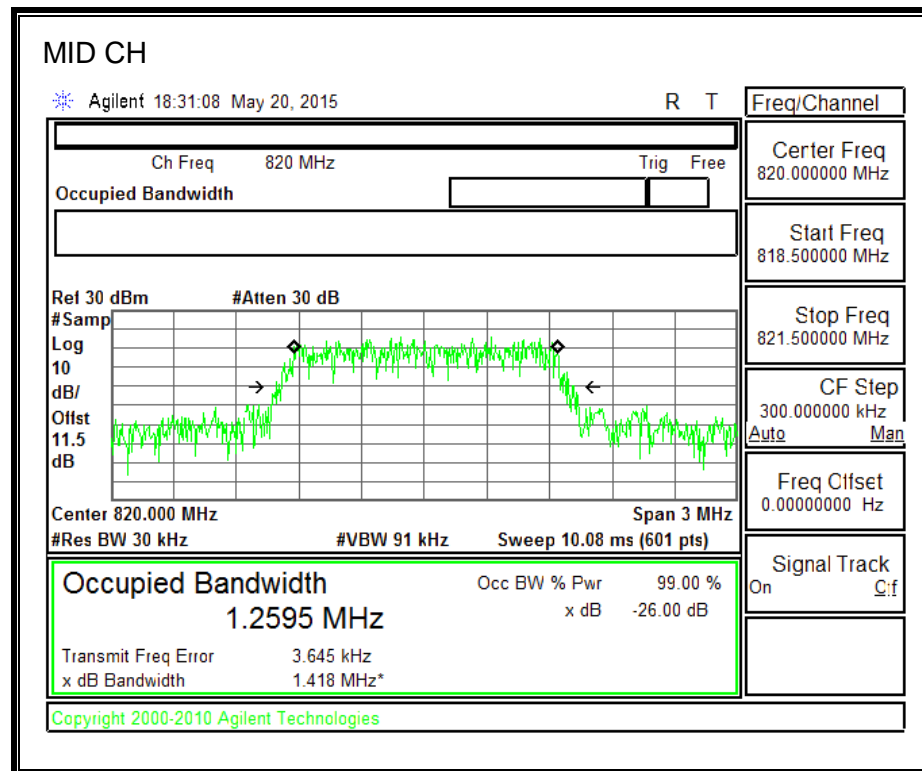 MID CH
Agilent 18:31:08 May 20, 2015 R T
Freq/Channel
Ch Freq 820 MHz Trig Free
Occupied Bandwidth
Center Freq
820.000000 MHz
Start Freq
818.500000 MHz
Stop Freq
821.500000 MHz
CF Step
300.000000 kHz
Auto Man
Freq Offset
0.00000000 Hz
Signal Track
On Off
Ref 30 dBm #Atten 30 dB
#Samp
Log
10
dB/
Offst
11.5
dB
Center 820.000 MHz Span 3 MHz
#Res BW 30 kHz #VBW 91 kHz Sweep 10.08 ms (601 pts)
Occupied Bandwidth Occ BW % Pwr 99.00 %
1.2595 MHz x dB -26.00 dB
Transmit Freq Error 3.645 kHz
x dB Bandwidth 1.418 MHz*
Copyright 2000-2010 Agilent Technologies